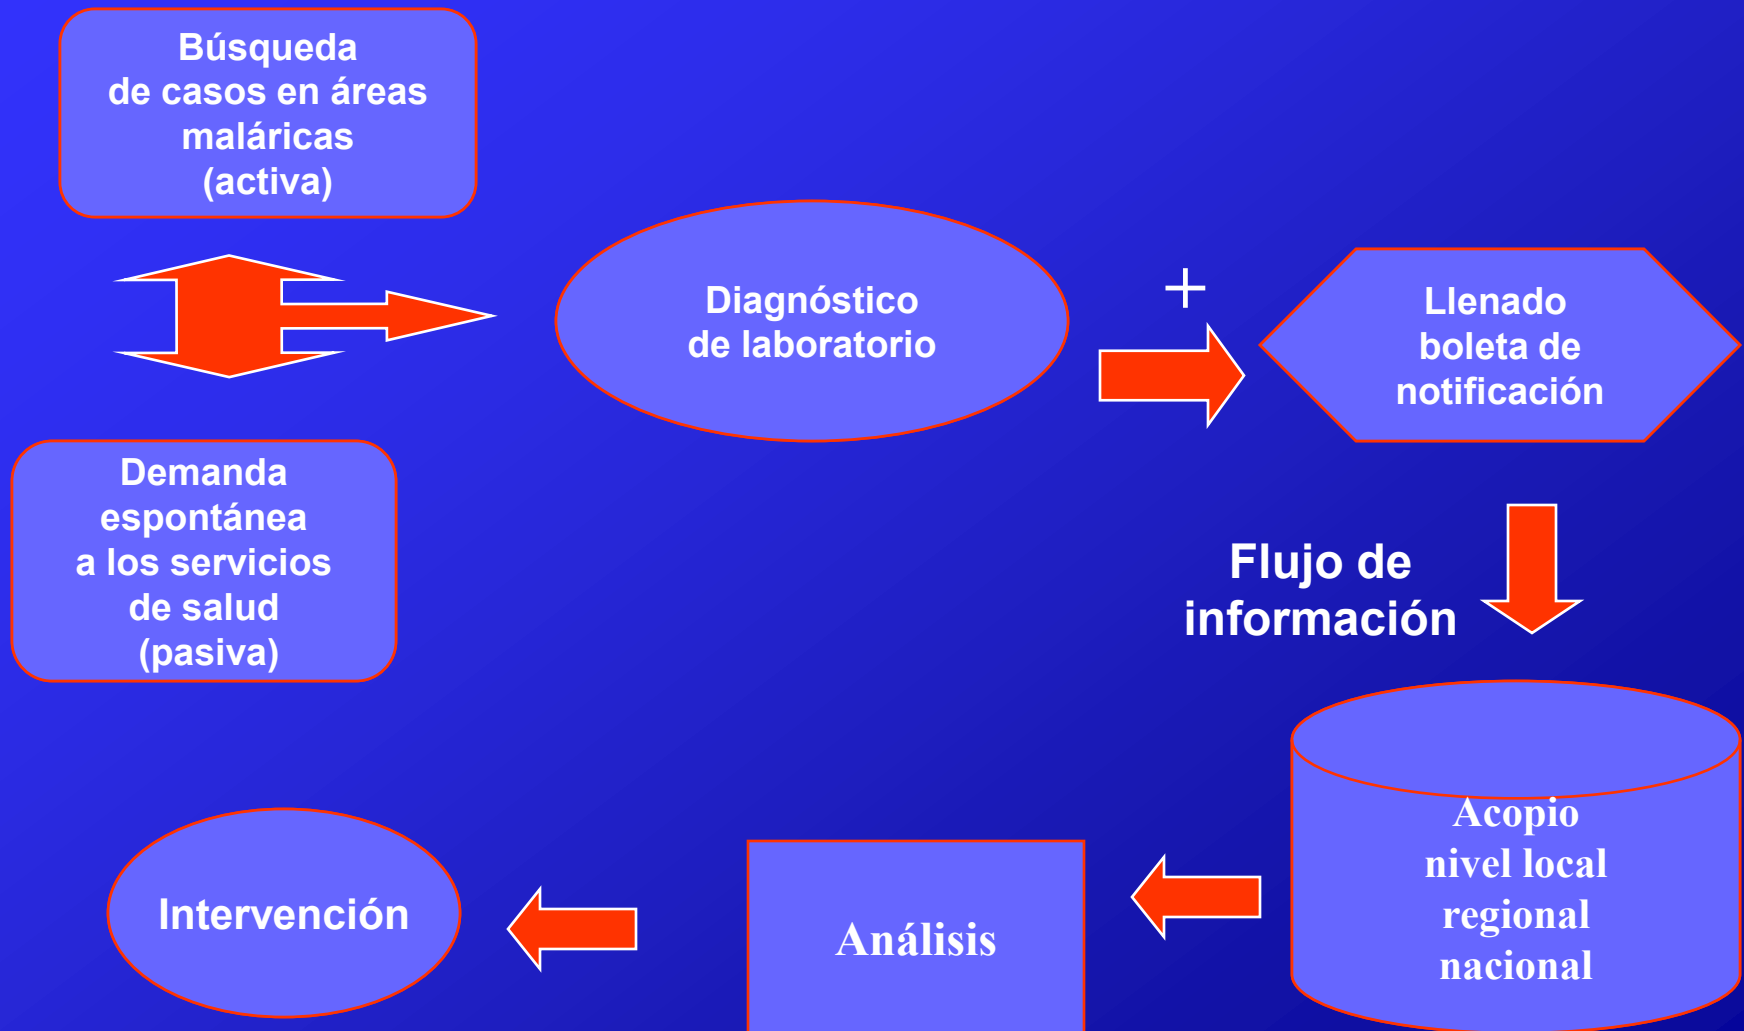 Búsqueda
de casos en áreas
maláricas
(activa)
Diagnóstico
de laboratorio
+
Llenado
boleta de
notificación
Demanda
espontánea
a los servicios
de salud
(pasiva)
Flujo de
información
Acopio
nivel local
regional
nacional
Análisis
Intervención